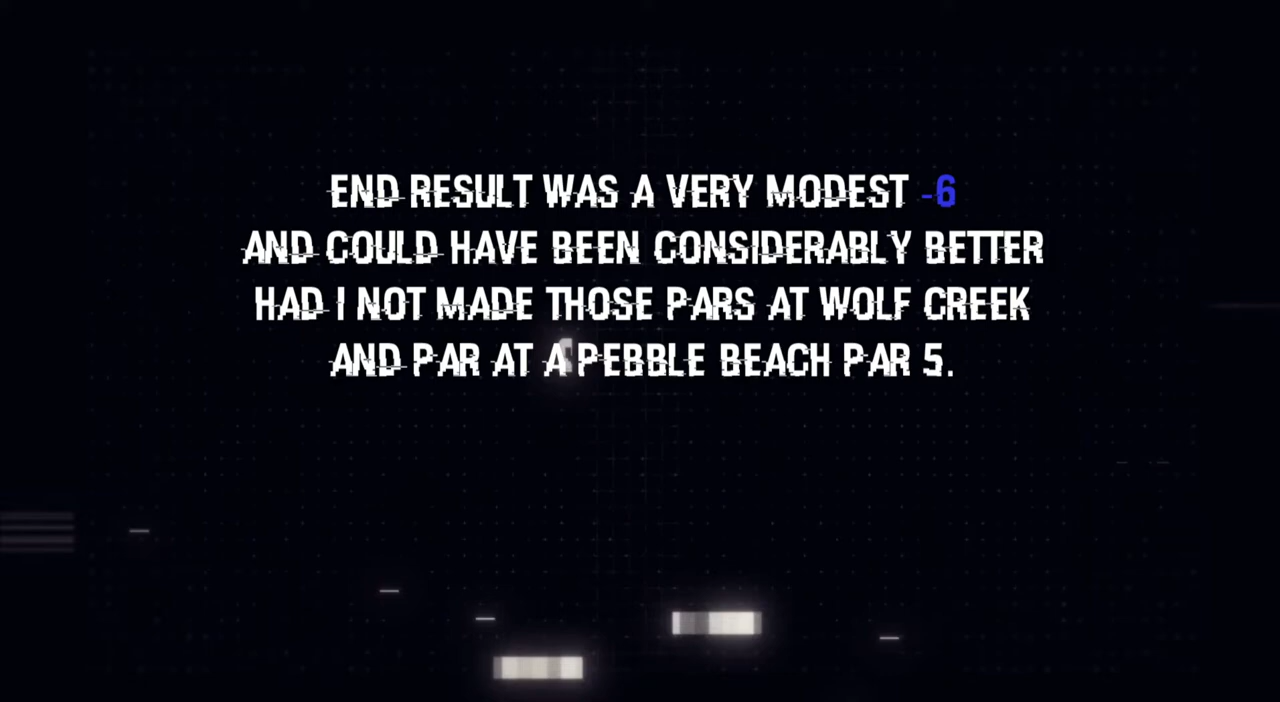 END RESULT WAS A VERY MODEST -6
AND COULD HAVE BEEN CONSIDERABLY BETTER
HAD I NOT MADE THOSE PARS AT WOLF CREEK
AND PAR AT A PEBBLE BEACH PAR 5.